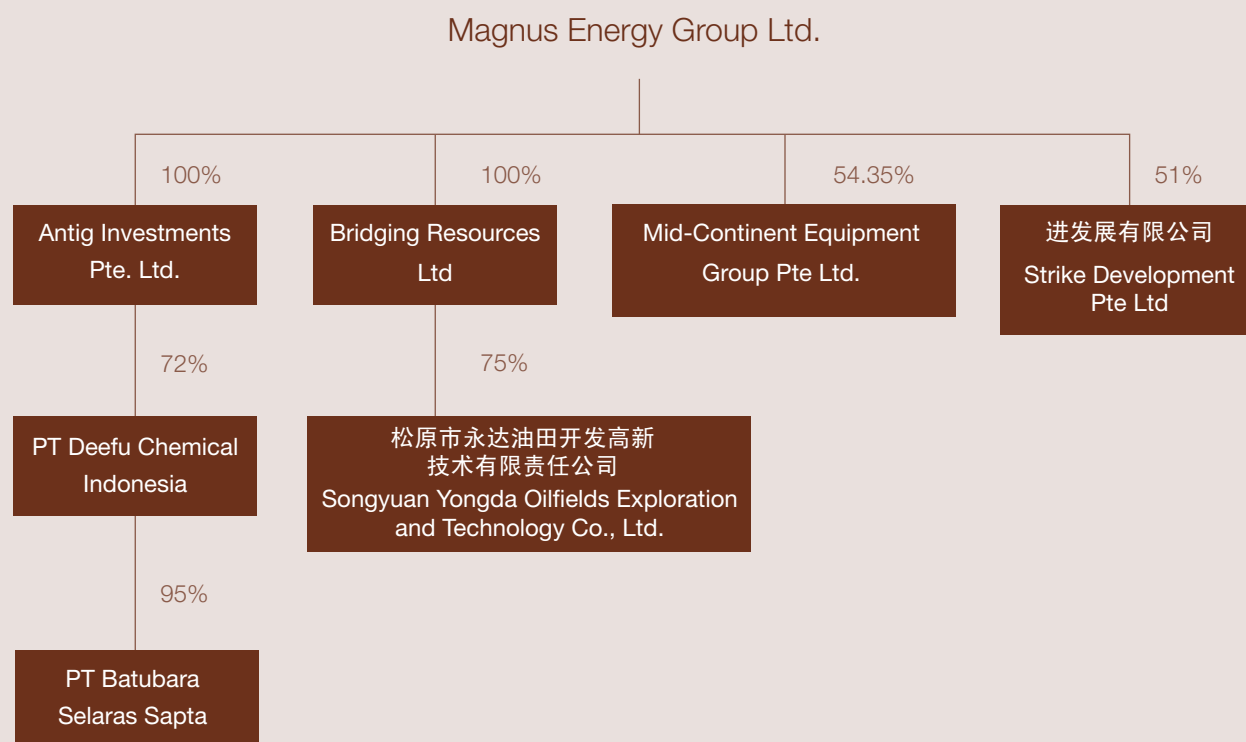 Magnus Energy Group Ltd.
100%
100%
54.35%
51%
Antig Investments
Pte. Ltd.
Bridging Resources
Ltd
Mid-Continent Equipment
Group Pte Ltd.
进发展有限公司
Strike Development
Pte Ltd
72%
75%
PT Deefu Chemical
Indonesia
松原市永达油田开发高新
技术有限责任公司
Songyuan Yongda Oilfields Exploration
and Technology Co., Ltd.
95%
PT Batubara
Selaras Sapta